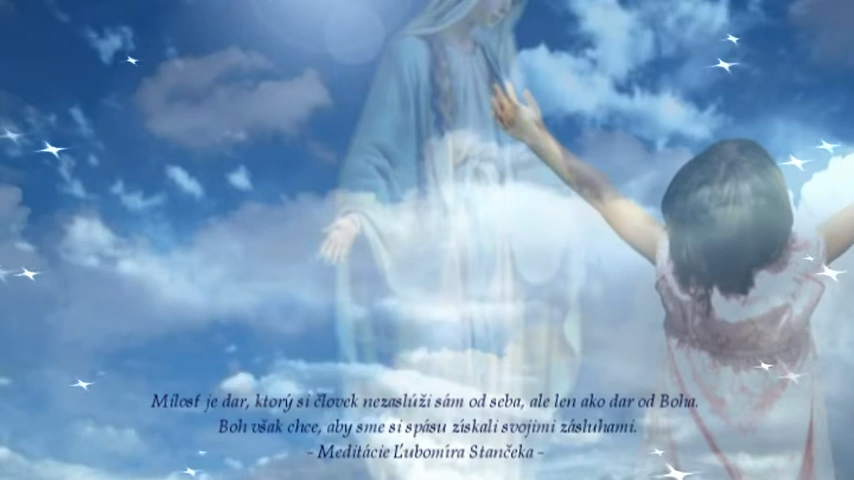 Milosť je dar, ktorý si človek nezaslúži sám od seba, ale len ako dar od Boha.
Boh však chce, aby sme si spásu získali svojimi zásluhami.
- Meditácie Ľubomíra Stančeka -